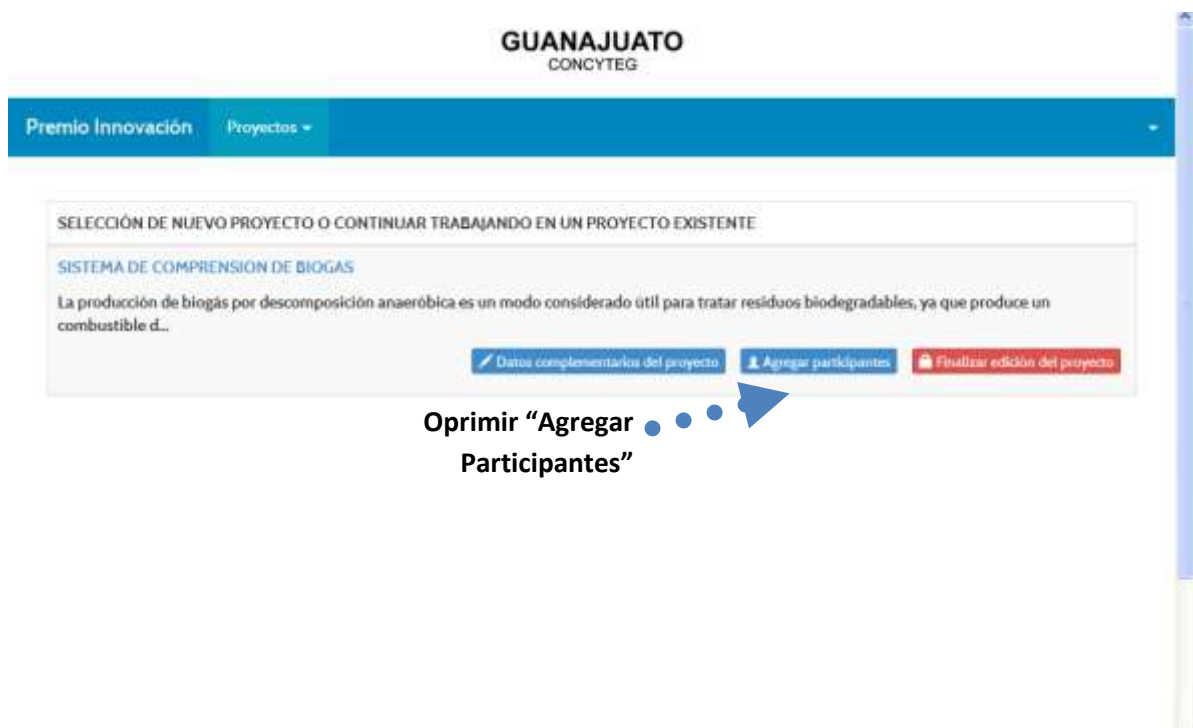 GUANAJUATO
CONCYTEG
Premio Innovación Proyectos
SELECCIÓN DE NUEVO PROYECTO O CONTINUAR TRABAJANDO EN UN PROYECTO EXISTENTE
SISTEMA DE COMPRENSION DE BIOGAS
La producción de biogás por descomposición anaeróbica es un modo considerado útil para tratar residuos biodegradables, ya que produce un
combustible d...
Datos complementarios del proyecto Agregar participantes Finalizar edición del proyecto
Oprimir “Agregar
Participantes”